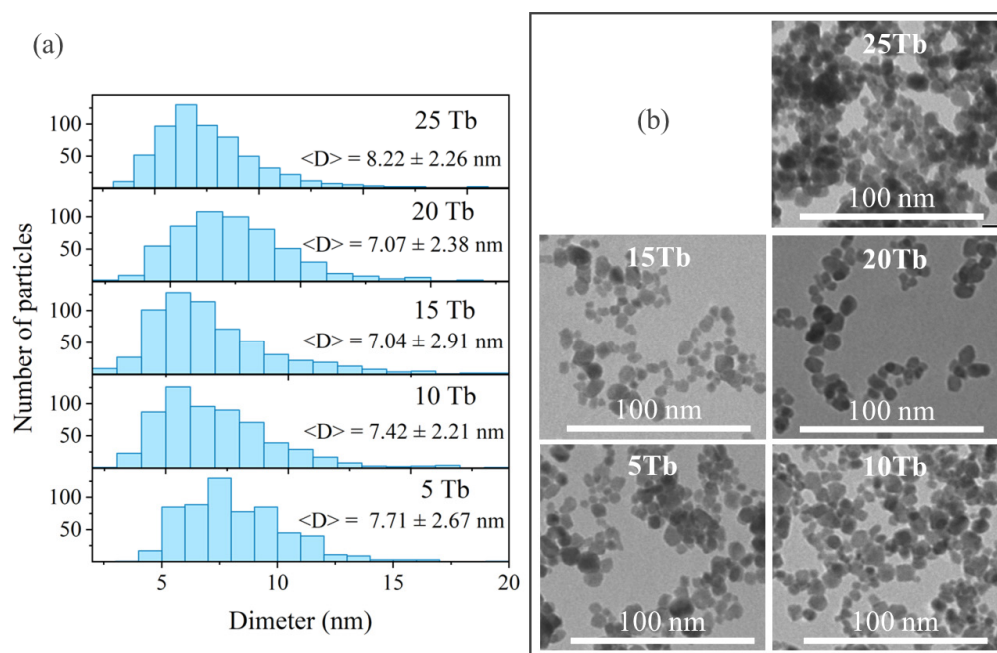 (a)
Number of particles
100
50
25 Tb
<D> = 8.22 ± 2.26 nm
100
50
20 Tb
<D> = 7.07 ± 2.38 nm
100
50
15 Tb
<D> = 7.04 ± 2.91 nm
100
50
10 Tb
<D> = 7.42 ± 2.21 nm
100
50
5 Tb
<D> = 7.71 ± 2.67 nm
5 10 15 20
Dimeter (nm)
(b)
25Tb
100 nm
15Tb
100 nm
20Tb
100 nm
5Tb
100 nm
10Tb
100 nm